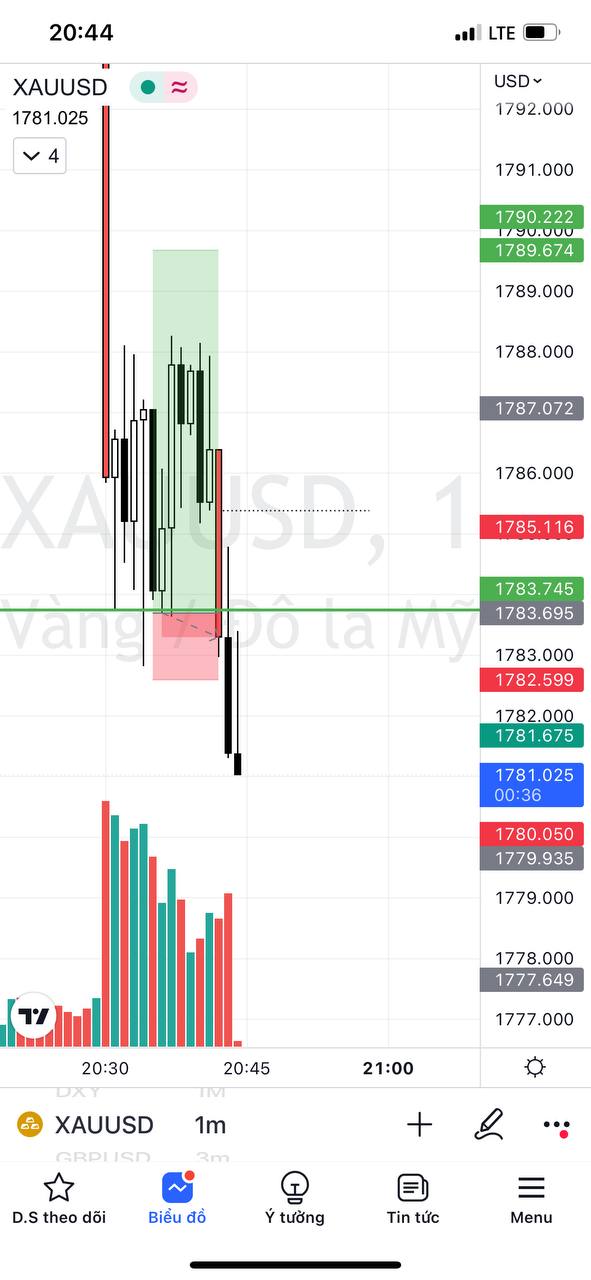 20:44
LTE
XAUUSD
USD
1781.025
4
1792.000
1791.000
1790.222
1790.000
1789.674
1789.000
1788.000
1787.072
1786.000
XAUUSD, 1
1785.116
1783.745
1783.695
Vàng / Đô la Mỹ
1783.000
1782.599
1782.000
1781.675
1781.025
00:36
1780.050
1779.935
1779.000
1778.000
1777.649
1777.000
20:30
20:45
21:00
DXY 1M
XAUUSD 1m
GBPUSD 3m
D.S theo dõi
Biểu đồ
Ý tưởng
Tin tức
Menu